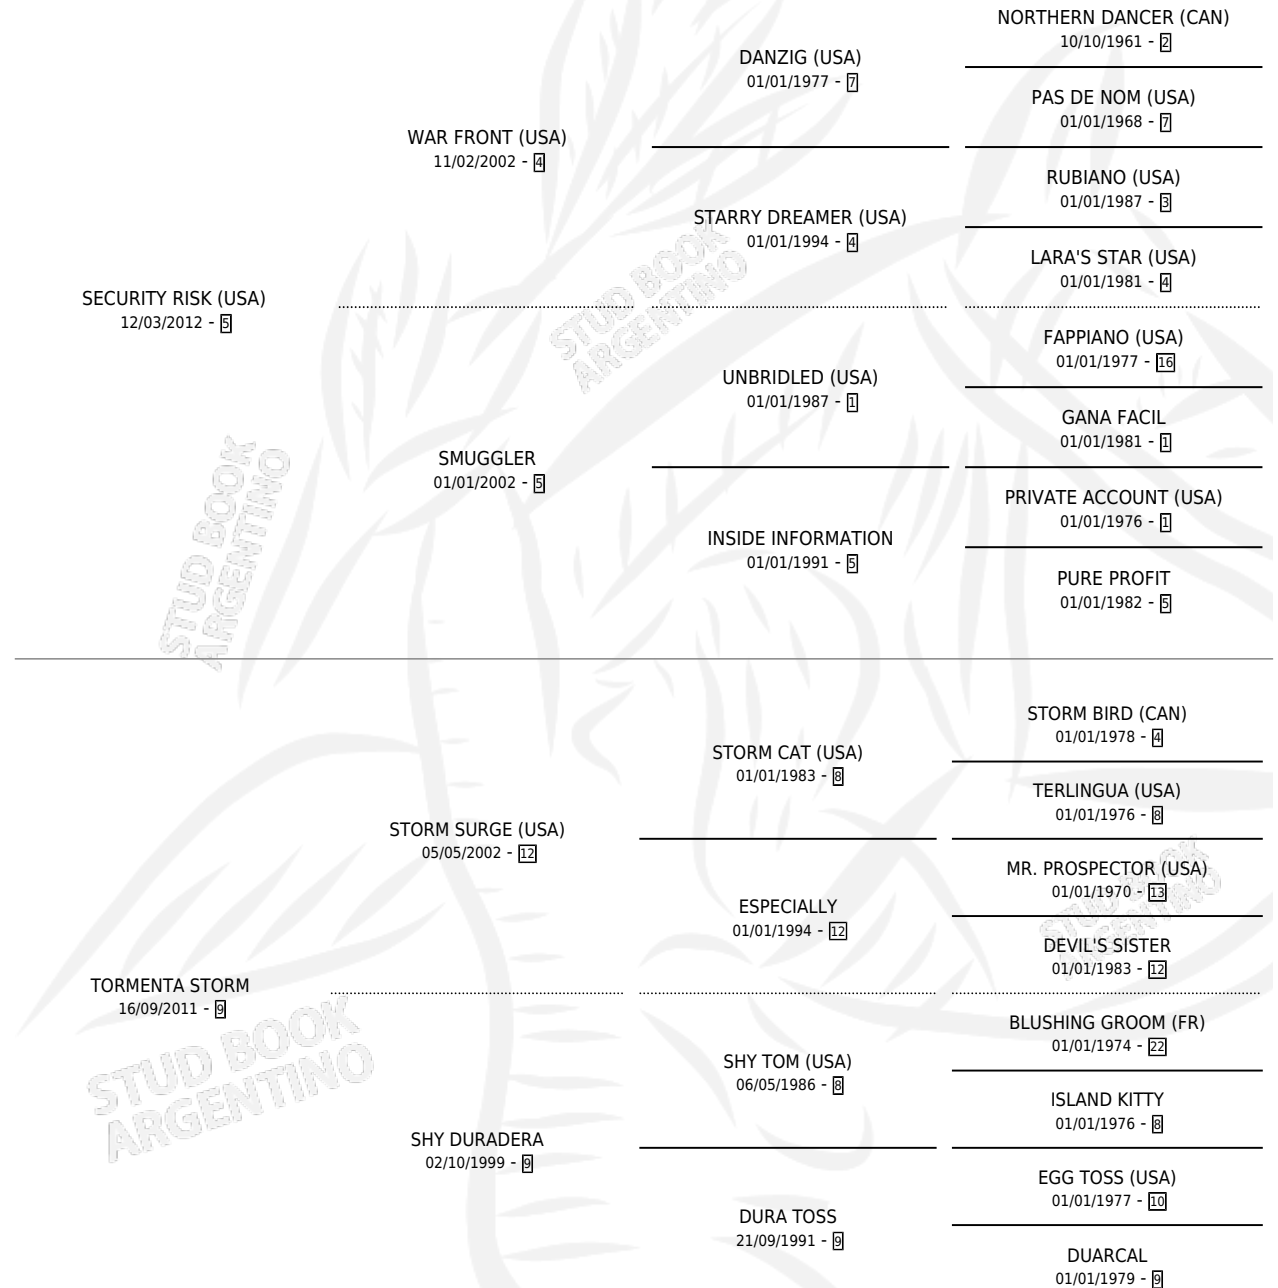 NORTHERN DANCER (CAN)
10/10/1961 - 2
DANZIG (USA)
01/01/1977 - 7
PAS DE NOM (USA)
01/01/1968 - 7
WAR FRONT (USA)
11/02/2002 - 4
RUBIANO (USA)
01/01/1987 - 3
STARRY DREAMER (USA)
01/01/1994 - 4
LARA'S STAR (USA)
01/01/1981 - 4
SECURITY RISK (USA)
12/03/2012 - 5
FAPPIANO (USA)
01/01/1977 - 16
UNBRIDLED (USA)
01/01/1987 - 1
GANA FACIL
01/01/1981 - 1
SMUGGLER
01/01/2002 - 5
PRIVATE ACCOUNT (USA)
01/01/1976 - 1
INSIDE INFORMATION
01/01/1991 - 5
PURE PROFIT
01/01/1982 - 5
STORM BIRD (CAN)
01/01/1978 - 4
STORM CAT (USA)
01/01/1983 - 8
TERLINGUA (USA)
01/01/1976 - 8
STORM SURGE (USA)
05/05/2002 - 12
MR. PROSPECTOR (USA)
01/01/1970 - 13
ESPECIALLY
01/01/1994 - 12
DEVIL'S SISTER
01/01/1983 - 12
TORMENTA STORM
16/09/2011 - 9
BLUSHING GROOM (FR)
01/01/1974 - 22
SHY TOM (USA)
06/05/1986 - 8
ISLAND KITTY
01/01/1976 - 8
SHY DURADERA
02/10/1999 - 9
EGG TOSS (USA)
01/01/1977 - 10
DURA TOSS
21/09/1991 - 9
DUARCAL
01/01/1979 - 9
STUD BOOK
ARGENTINO
STUD BOOK
ARGENTINO
STUD BOOK
ARGENTINO
STUD BOOK
ARGENTINO